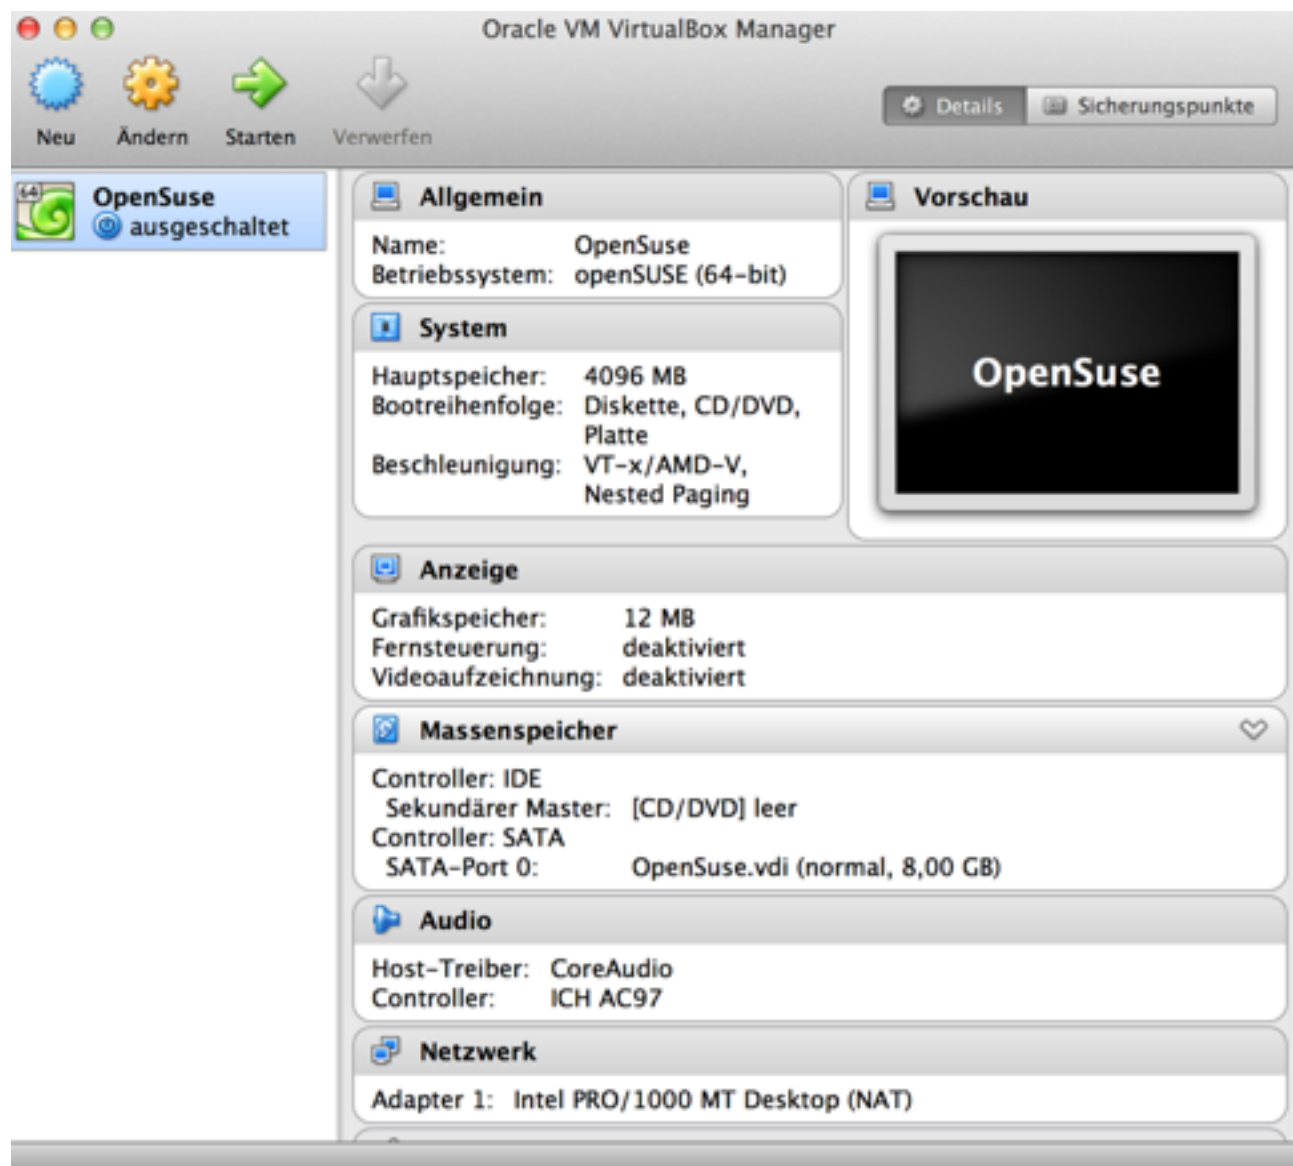 Oracle VM VirtualBox Manager
Neu Ändern Starten Verwerfen
Details Sicherungspunkte
64
OpenSuse
ausgeschaltet
Allgemein
Name: OpenSuse
Betriebssystem: openSUSE (64-bit)
System
Hauptspeicher: 4096 MB
Bootreihenfolge: Diskette, CD/DVD,
Platte
Beschleunigung: VT-x/AMD-V,
Nested Paging
Vorschau
OpenSuse
Anzeige
Grafikspeicher: 12 MB
Fernsteuerung: deaktiviert
Videoaufzeichnung: deaktiviert
Massenspeicher
Controller: IDE
Sekundärer Master: [CD/DVD] leer
Controller: SATA
SATA-Port 0: OpenSuse.vdi (normal, 8,00 GB)
Audio
Host-Treiber: CoreAudio
Controller: ICH AC97
Netzwerk
Adapter 1: Intel PRO/1000 MT Desktop (NAT)